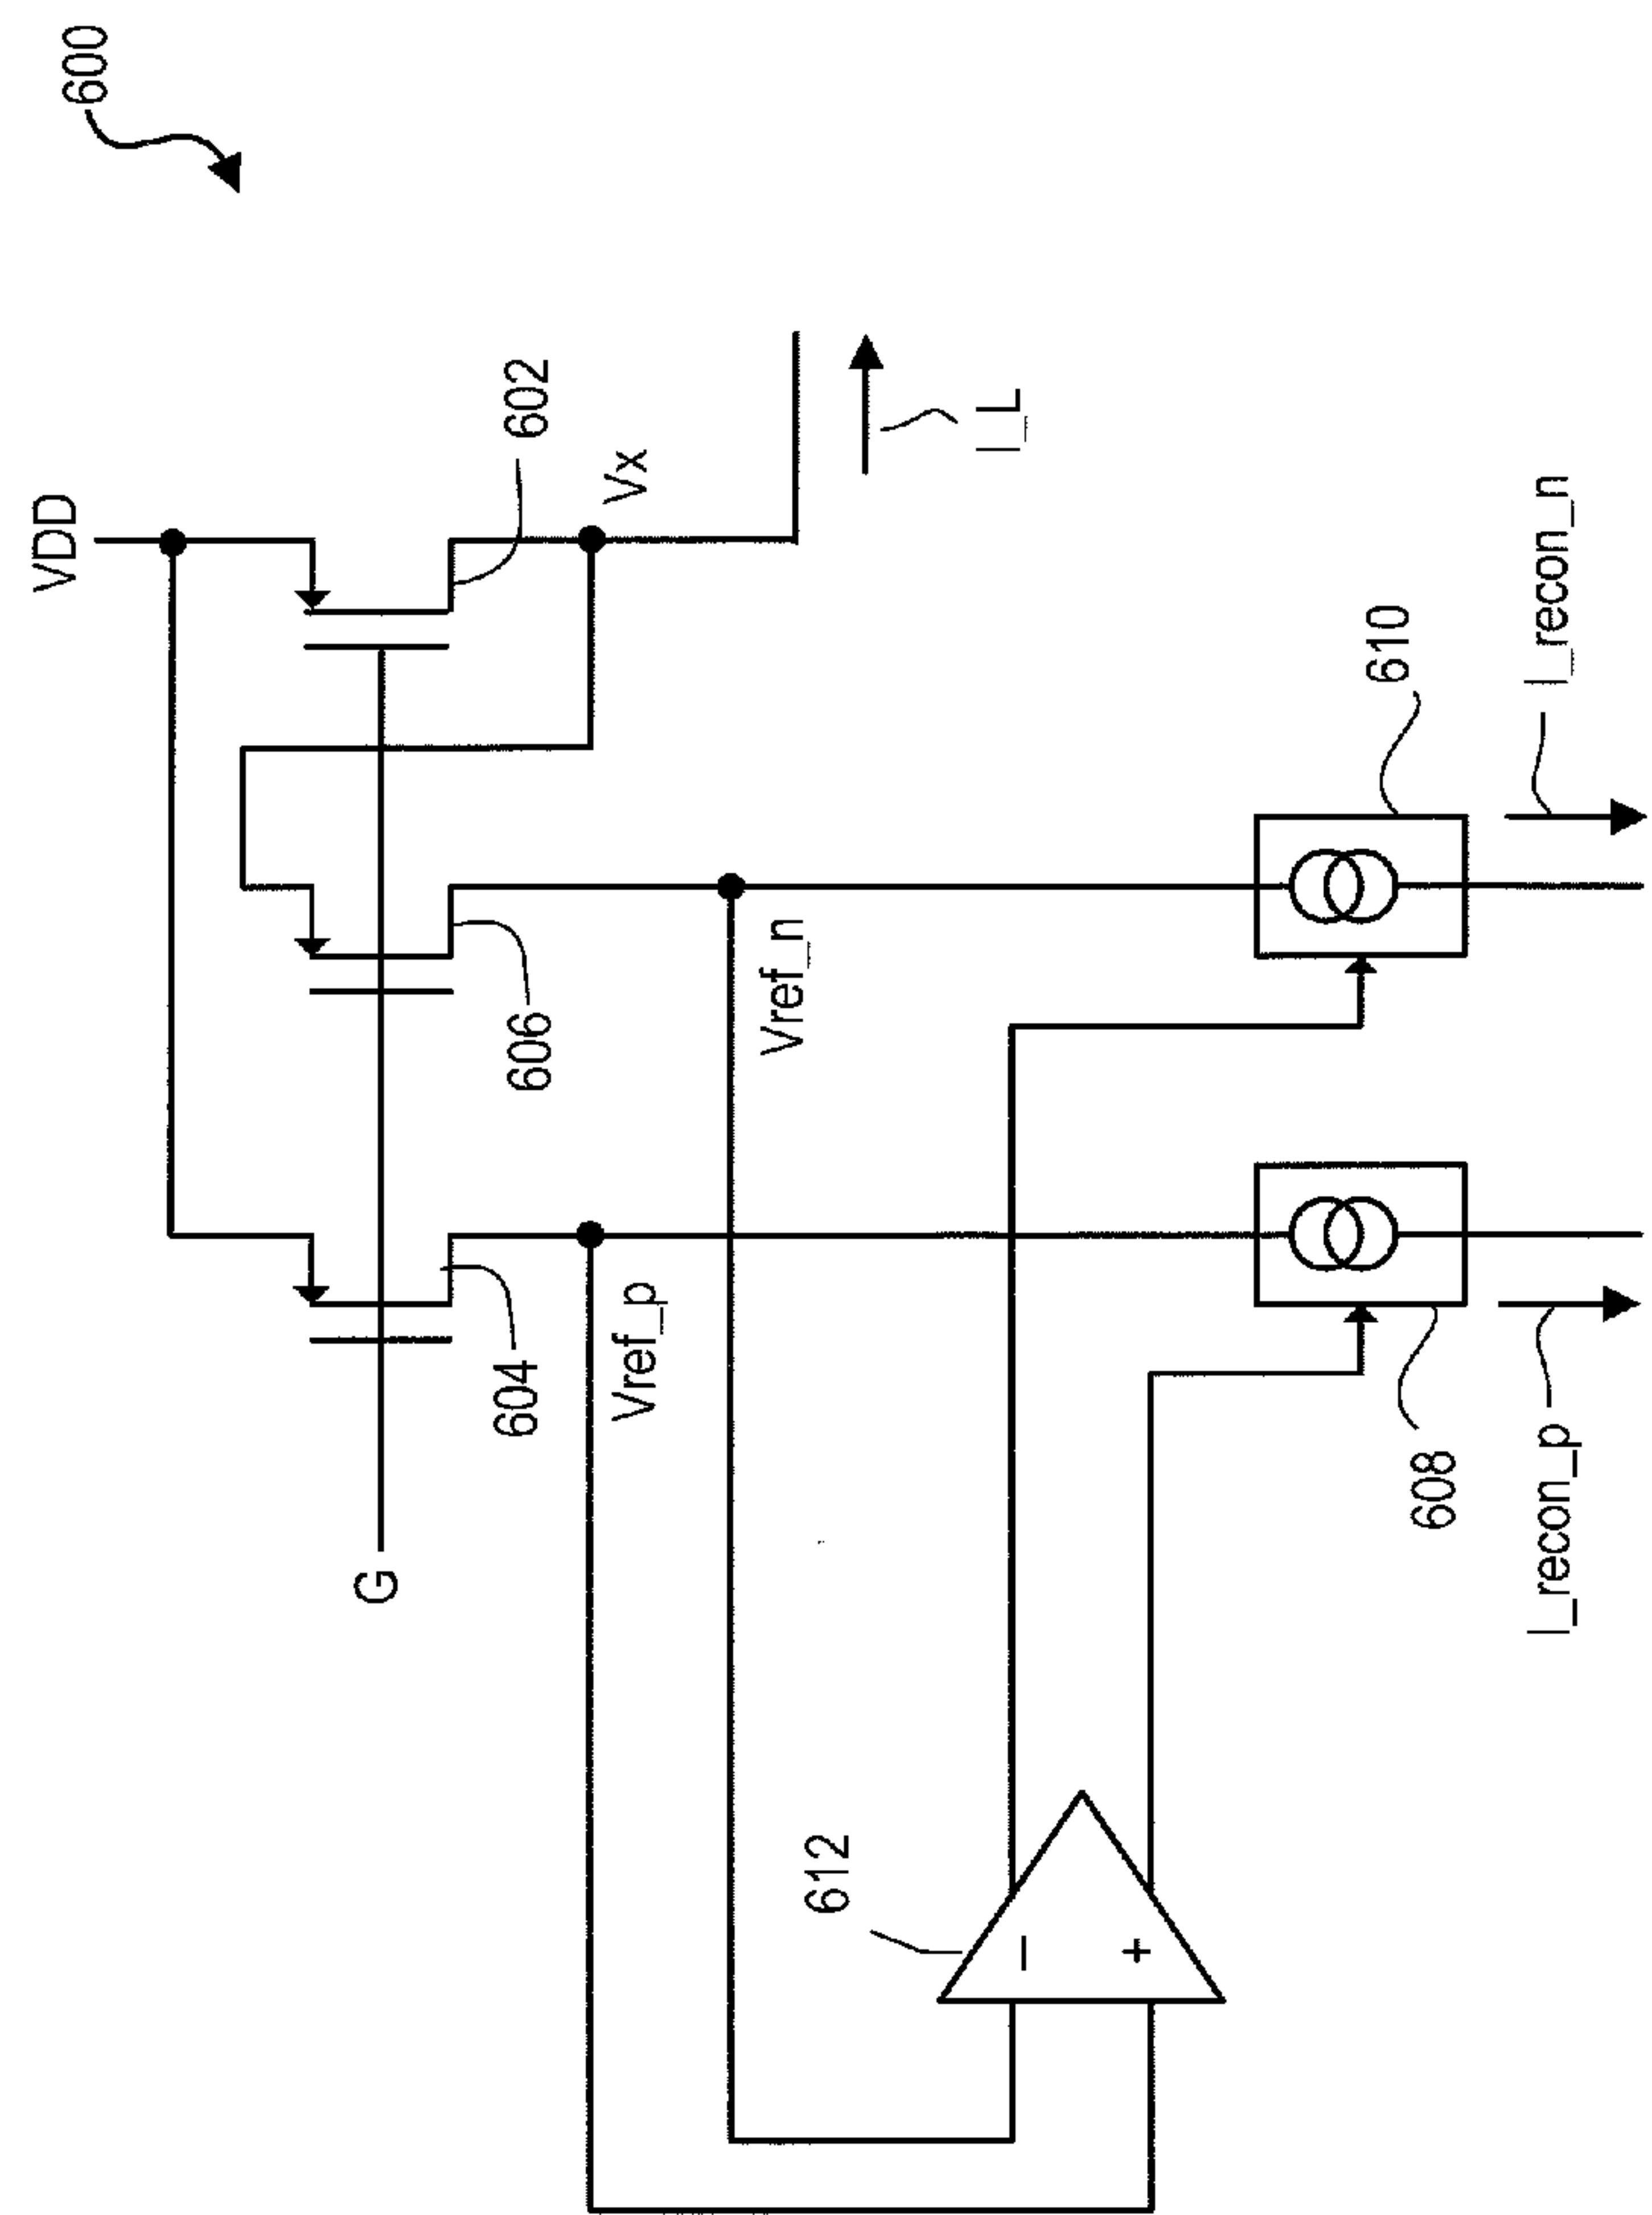 600
VDD
602
Vx
I_L
606
Vref_n
604
Vref_p
G
610
I_recon_n
608
I_recon_p
612
−
+